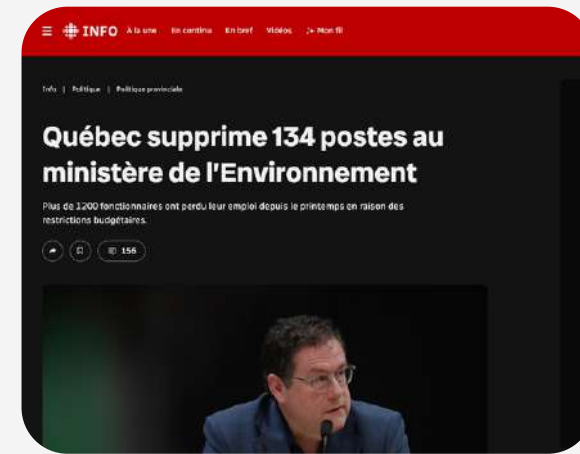 INFO À la une En continu En bref Vidéos Mon fil
Info | Politique | Politique provinciale
Québec supprime 134 postes au
ministère de l'Environnement
Plus de 1200 fonctionnaires ont perdu leur emploi depuis le printemps en raison des
restrictions budgétaires.
156